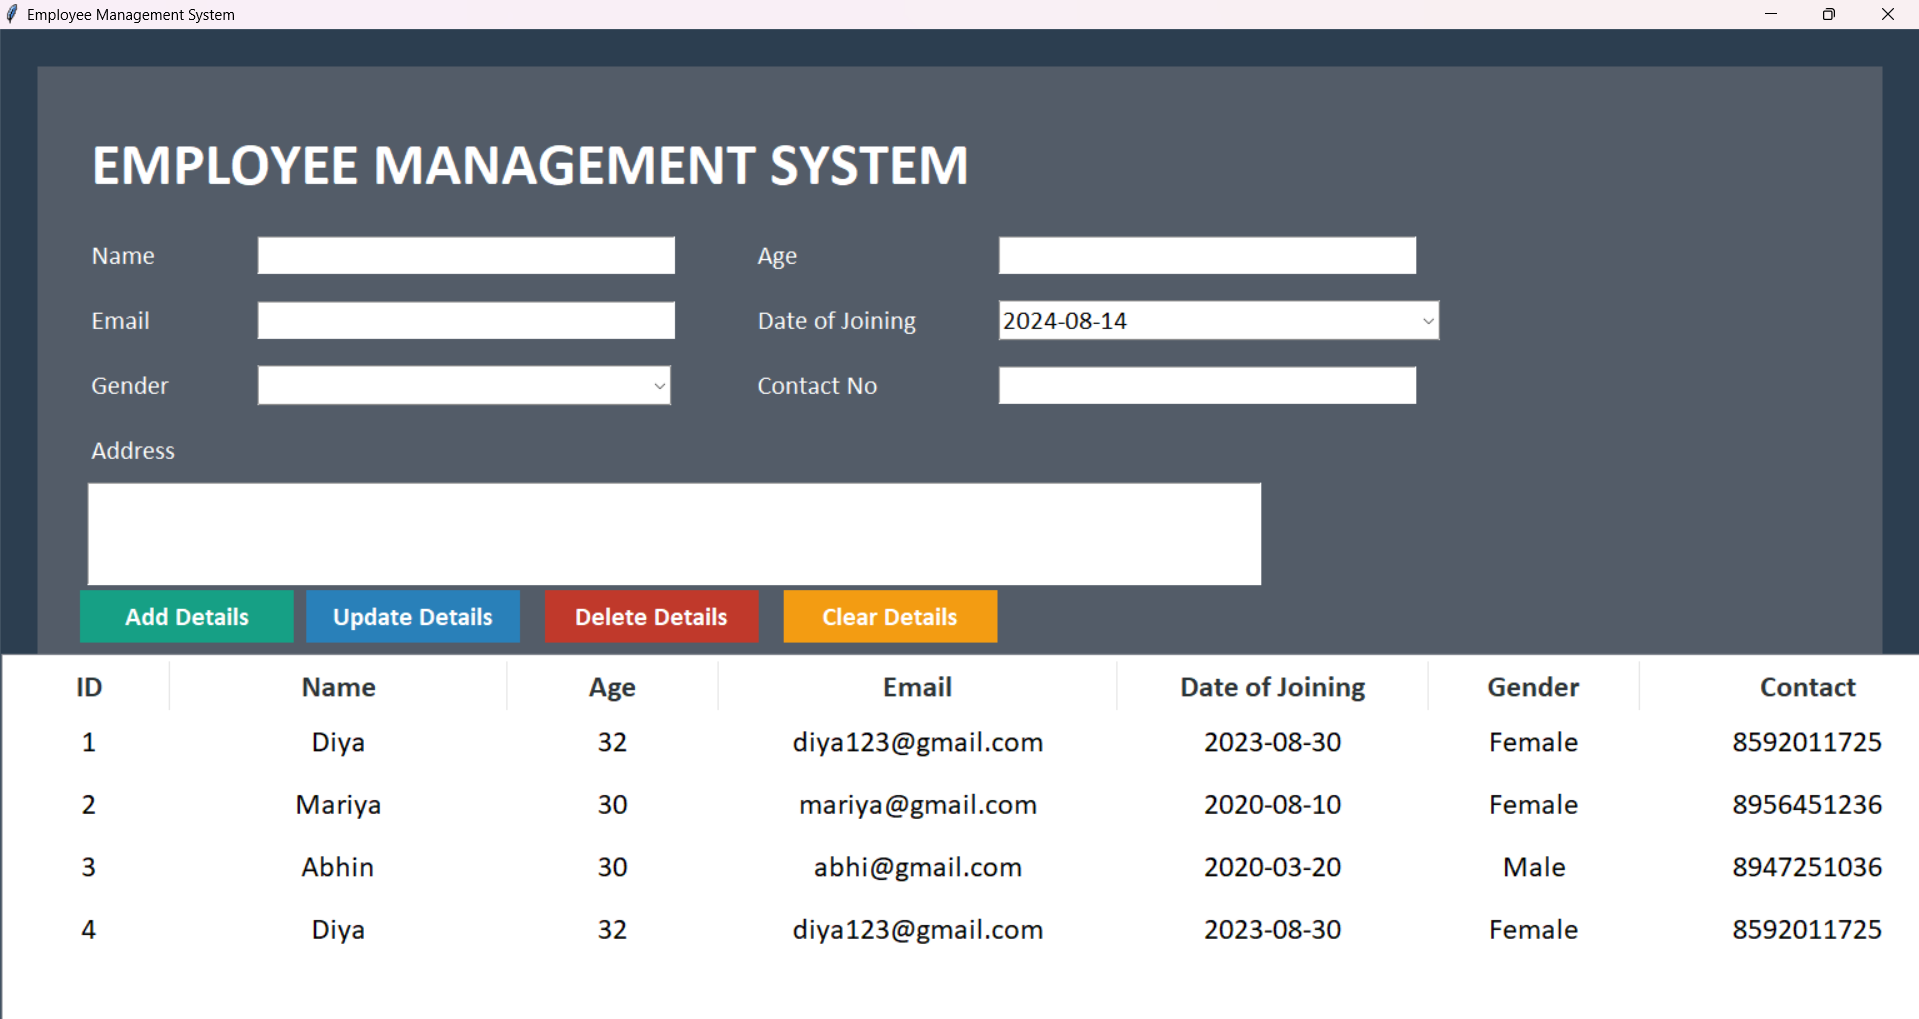 Employee Management System
EMPLOYEE MANAGEMENT SYSTEM
Name Age
Email Date of Joining 2024-08-14
Gender Contact No
Address
Add Details Update Details Delete Details Clear Details
ID Name Age Email Date of Joining Gender Contact
1 Diya 32 diya123@gmail.com 2023-08-30 Female 8592011725
2 Mariya 30 mariya@gmail.com 2020-08-10 Female 8956451236
3 Abhin 30 abhi@gmail.com 2020-03-20 Male 8947251036
4 Diya 32 diya123@gmail.com 2023-08-30 Female 8592011725